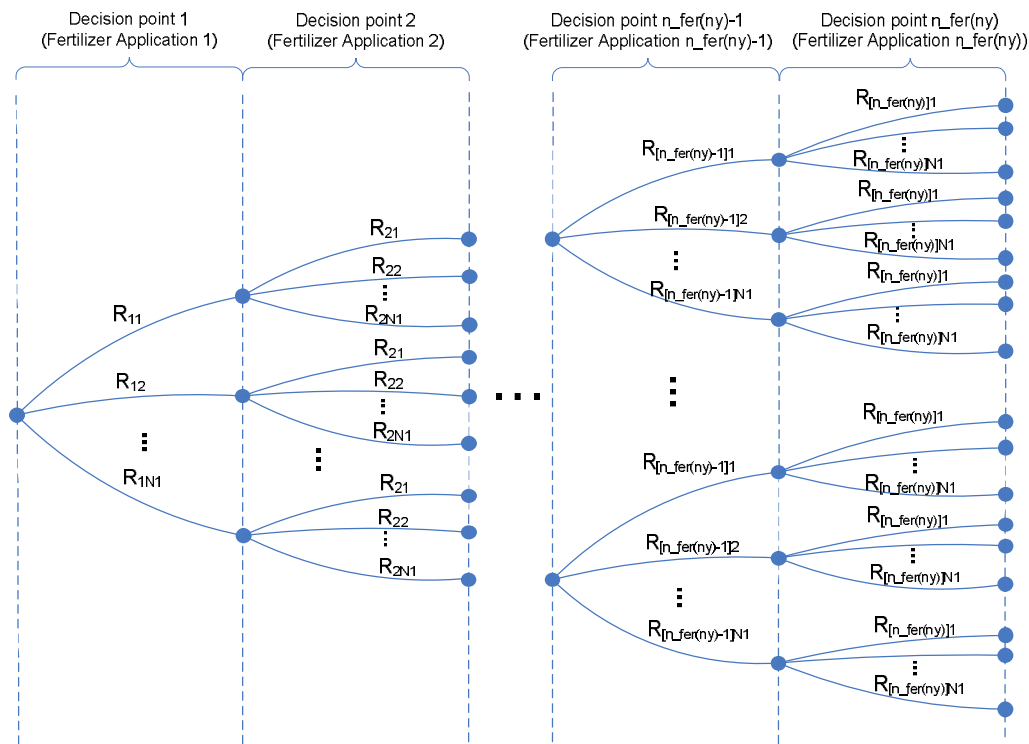 Decision point 1
(Fertilizer Application 1)
Decision point 2
(Fertilizer Application 2)
Decision point n_fer(ny)-1
(Fertilizer Application n_fer(ny)-1)
Decision point n_fer(ny)
(Fertilizer Application n_fer(ny))
R11
R12
R1N1
R21
R22
R2N1
R21
R22
R2N1
R21
R22
R2N1
R[n_fer(ny)-1]1
R[n_fer(ny)-1]2
R[n_fer(ny)-1]N1
R[n_fer(ny)-1]1
R[n_fer(ny)-1]2
R[n_fer(ny)-1]N1
R[n_fer(ny)]1
R[n_fer(ny)]N1
R[n_fer(ny)]1
R[n_fer(ny)]N1
R[n_fer(ny)]1
R[n_fer(ny)]N1
R[n_fer(ny)]1
R[n_fer(ny)]N1
R[n_fer(ny)]1
R[n_fer(ny)]N1
R[n_fer(ny)]1
R[n_fer(ny)]N1